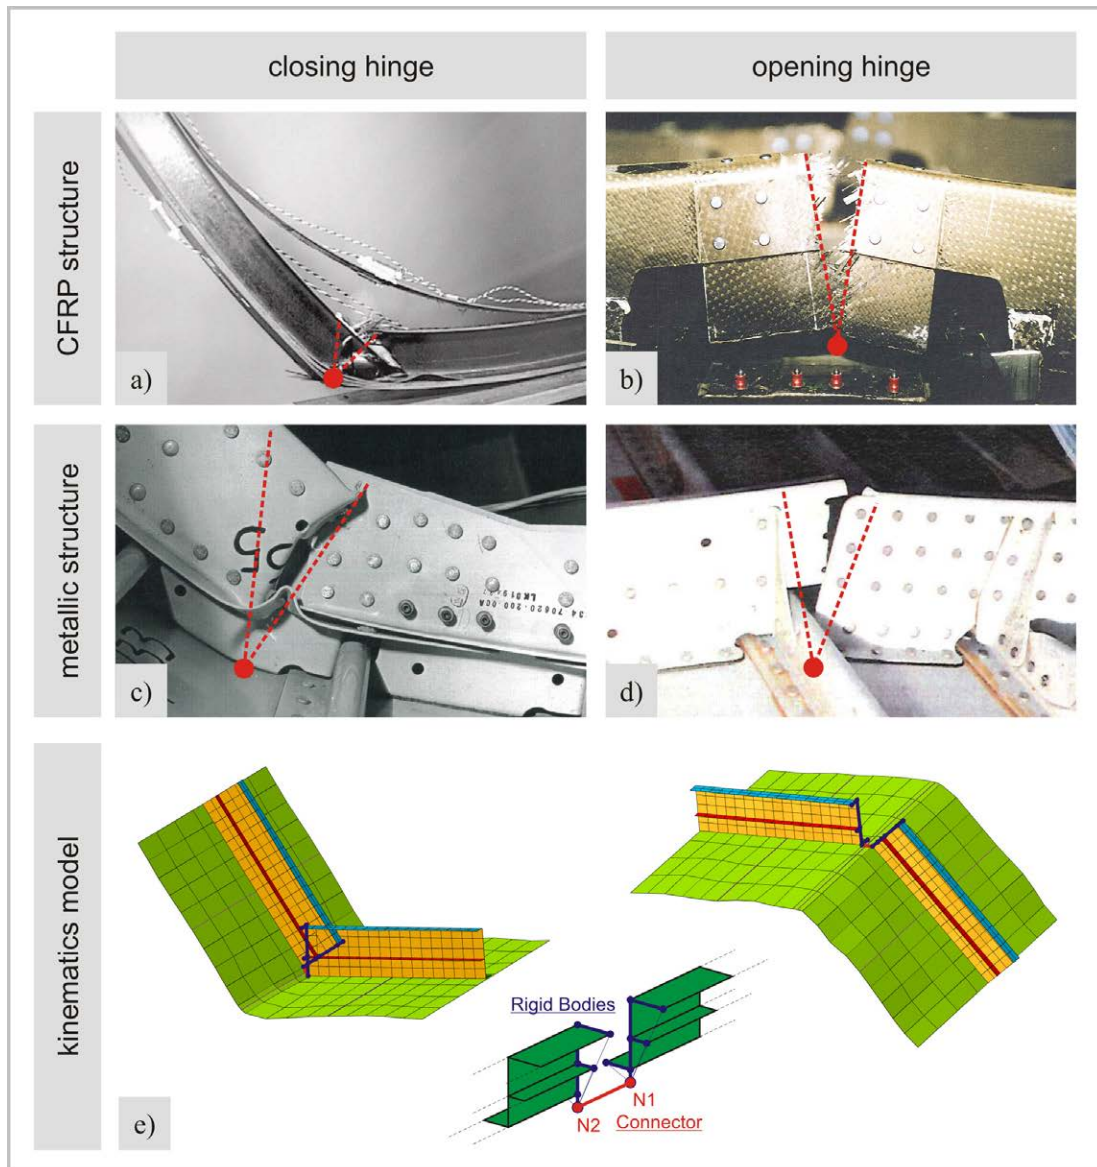 closing hinge
opening hinge
CFRP structure
a)
b)
metallic structure
c)
d)
kinematics model
Rigid Bodies
N1
N2
Connector
e)